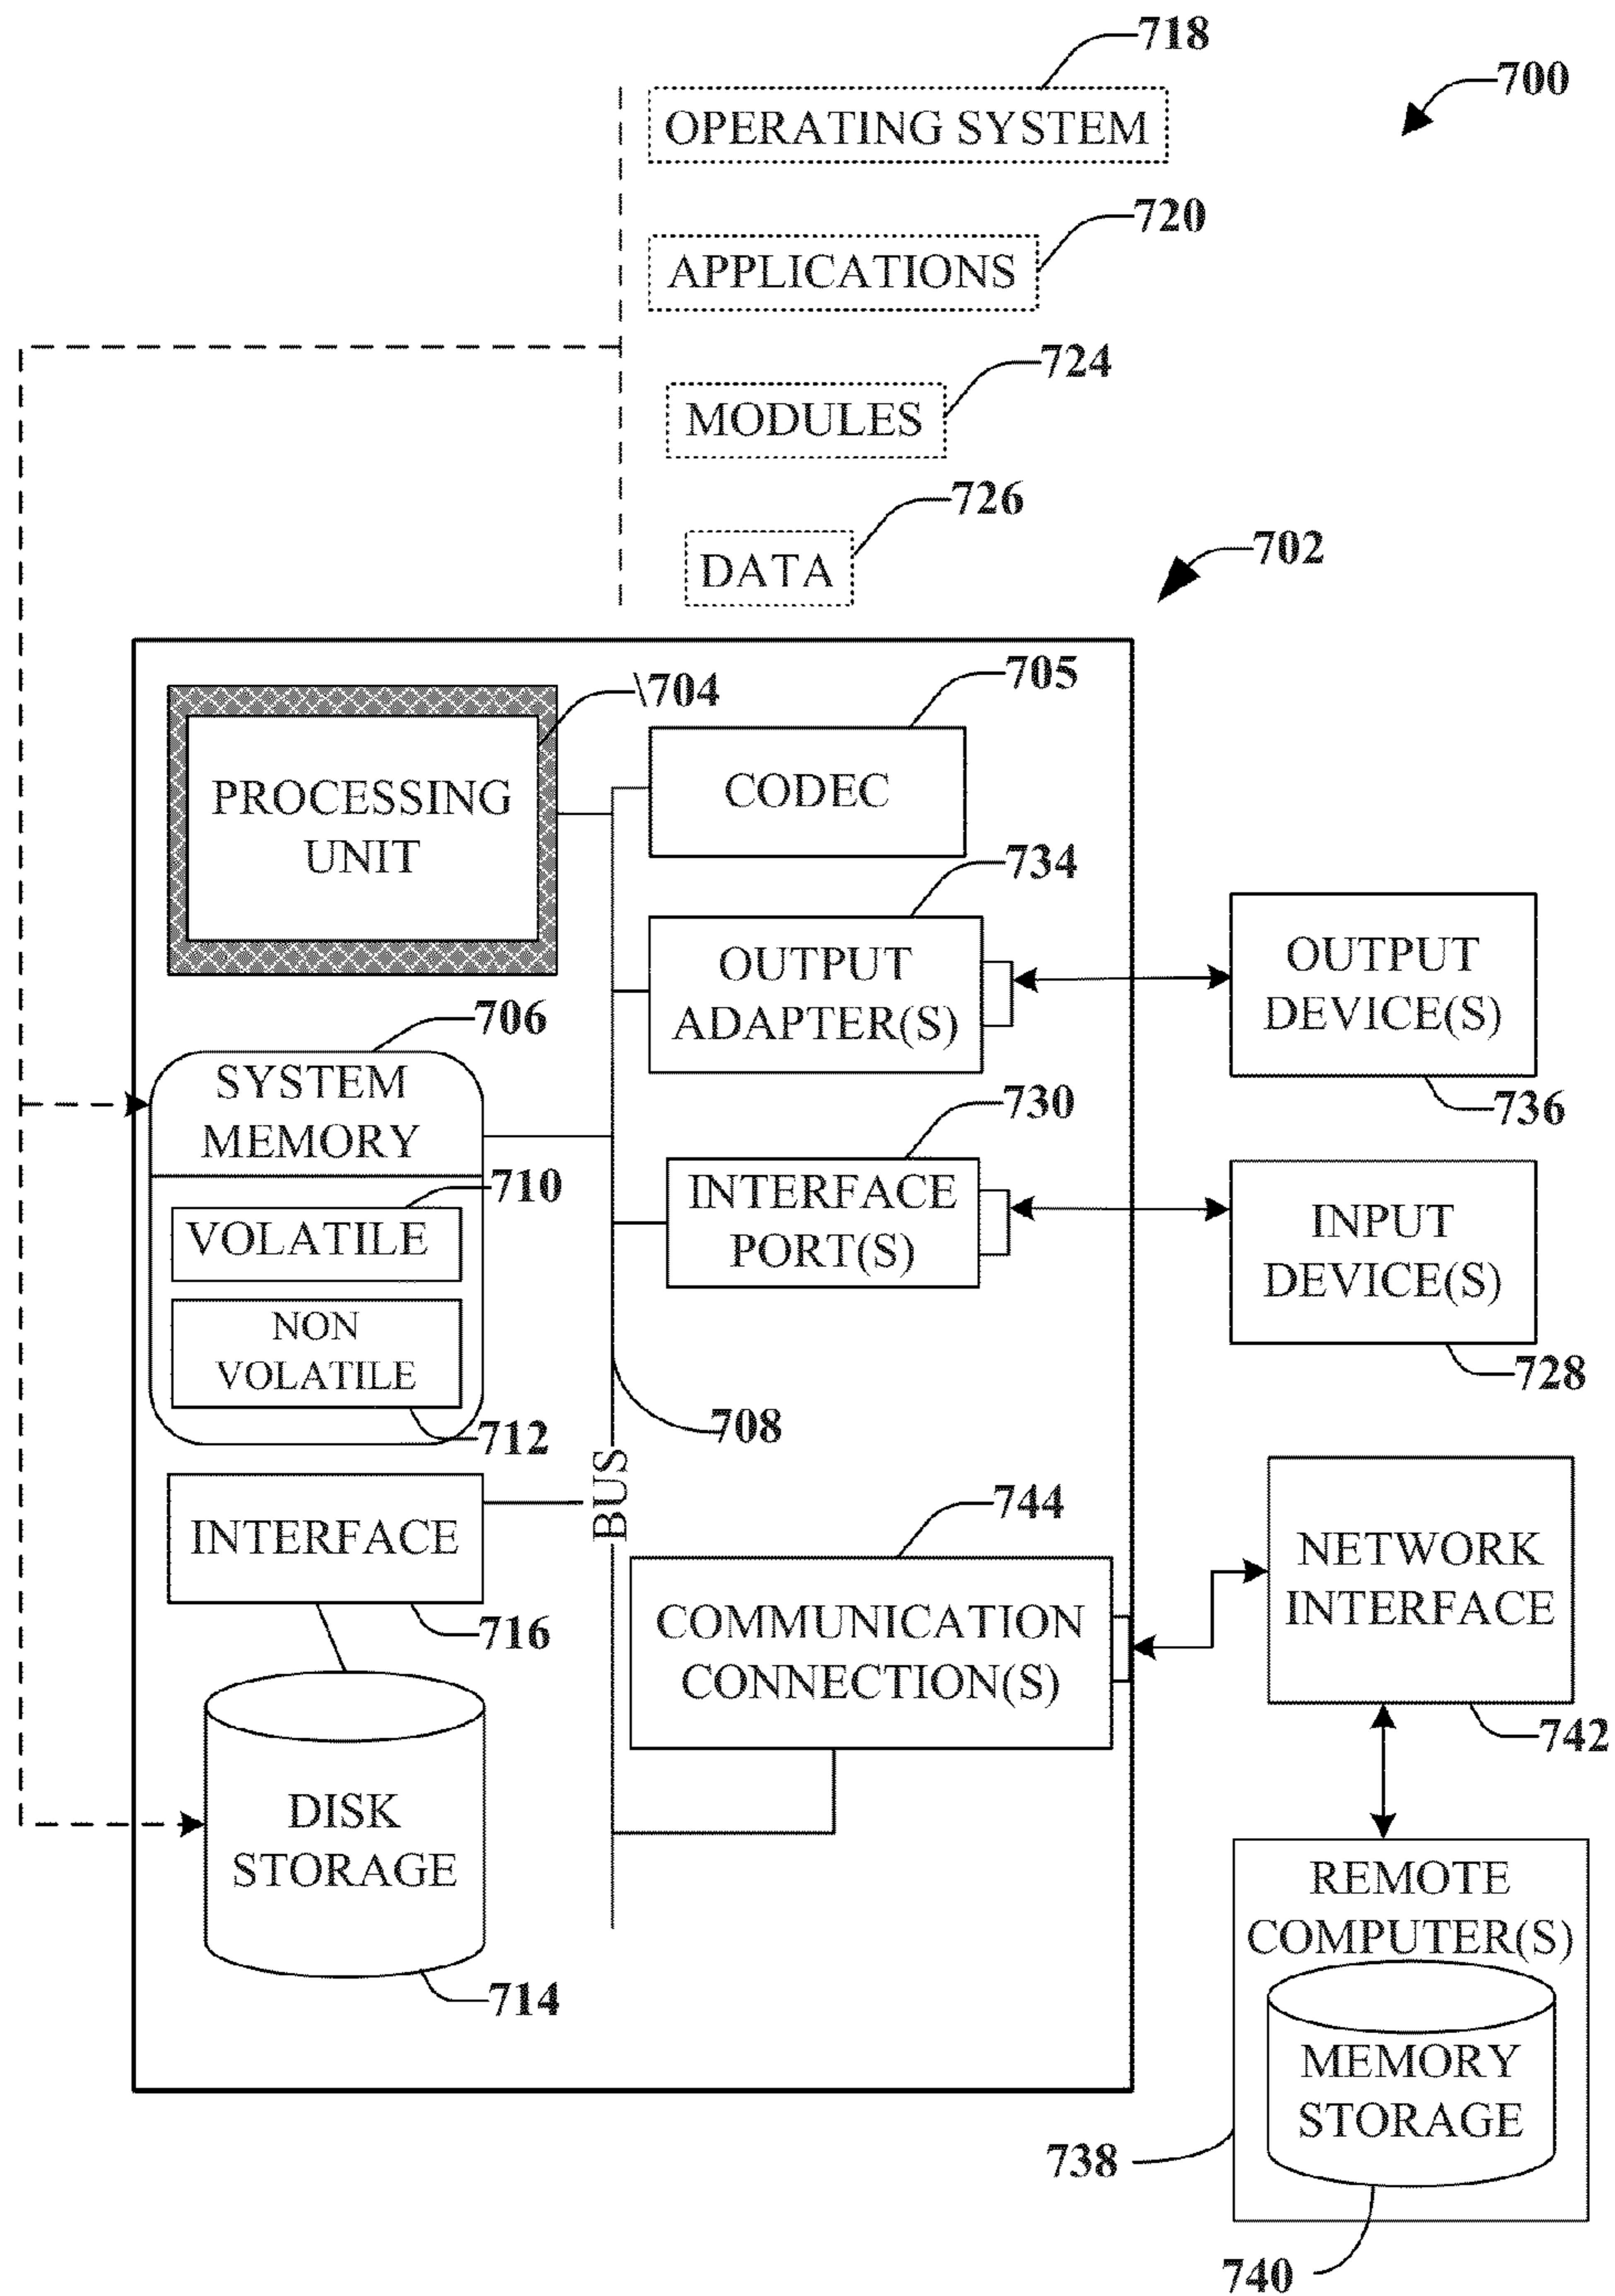 718
700
OPERATING SYSTEM
720
APPLICATIONS
724
MODULES
726
DATA
702
\704
PROCESSING
UNIT
705
CODEC
734
OUTPUT
ADAPTER(S)
OUTPUT
DEVICE(S)
736
706
SYSTEM
MEMORY
710
VOLATILE
NON
VOLATILE
712
730
INTERFACE
PORT(S)
INPUT
DEVICE(S)
728
708
BUS
INTERFACE
716
744
COMMUNICATION
CONNECTION(S)
NETWORK
INTERFACE
742
DISK
STORAGE
714
REMOTE
COMPUTER(S)
MEMORY
STORAGE
738
740